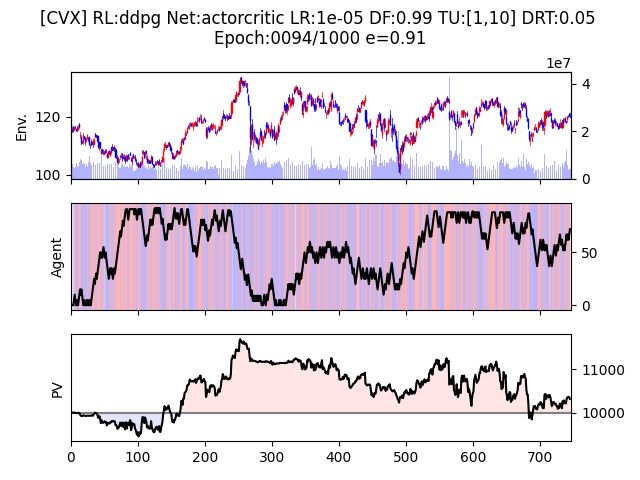 [CVX] RL:ddpg Net:actorcritic LR:1e-05 DF:0.99 TU:[1,10] DRT:0.05
Epoch:0094/1000 e=0.91
1e7
Env.
120
100
4
2
0
Agent
50
0
PV
11000
10000
0 100 200 300 400 500 600 700